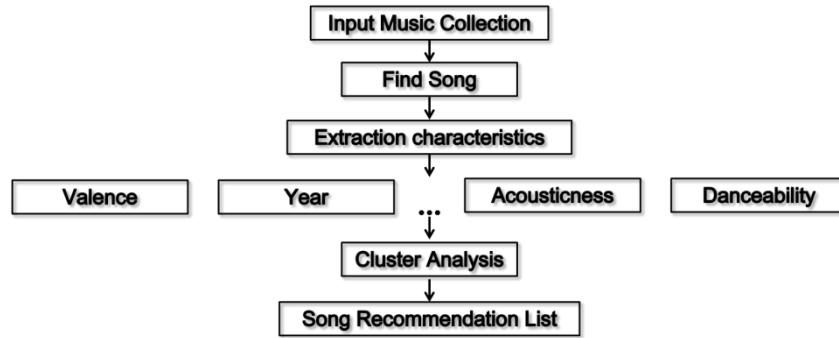 Input Music Collection
Find Song
Extraction characteristics
Valence Year Acousticness Danceability
...
Cluster Analysis
Song Recommendation List